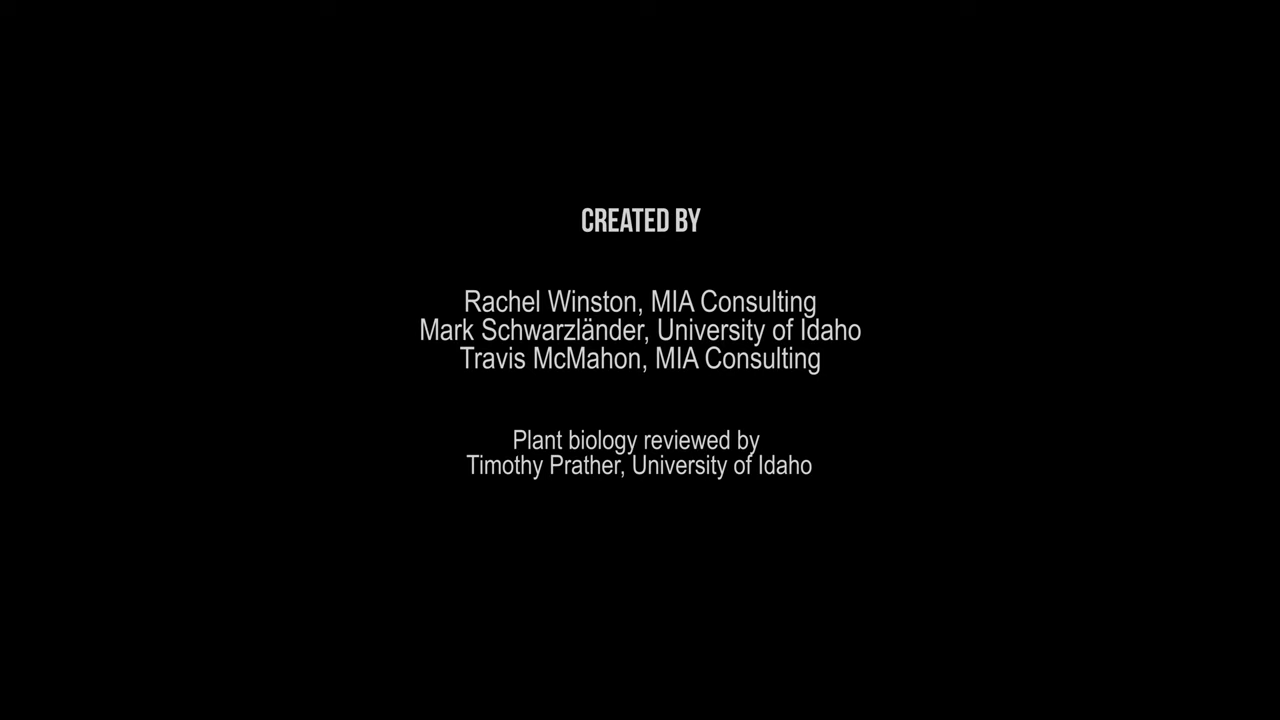 CREATED BY
Rachel Winston, MIA Consulting
Mark Schwarzländer, University of Idaho
Travis McMahon, MIA Consulting
Plant biology reviewed by
Timothy Prather, University of Idaho